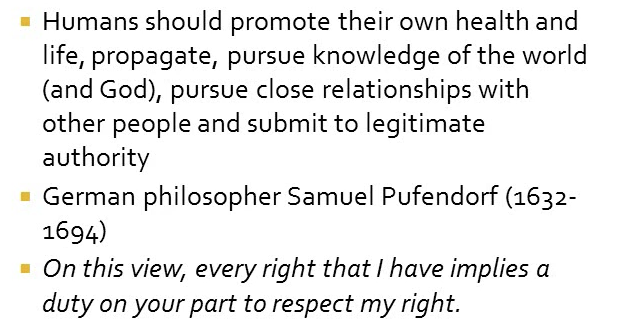 Humans should promote their own health and
life, propagate, pursue knowledge of the world
(and God), pursue close relationships with
other people and submit to legitimate
authority
German philosopher Samuel Pufendorf (1632-
1694)
On this view, every right that I have implies a
duty on your part to respect my right.